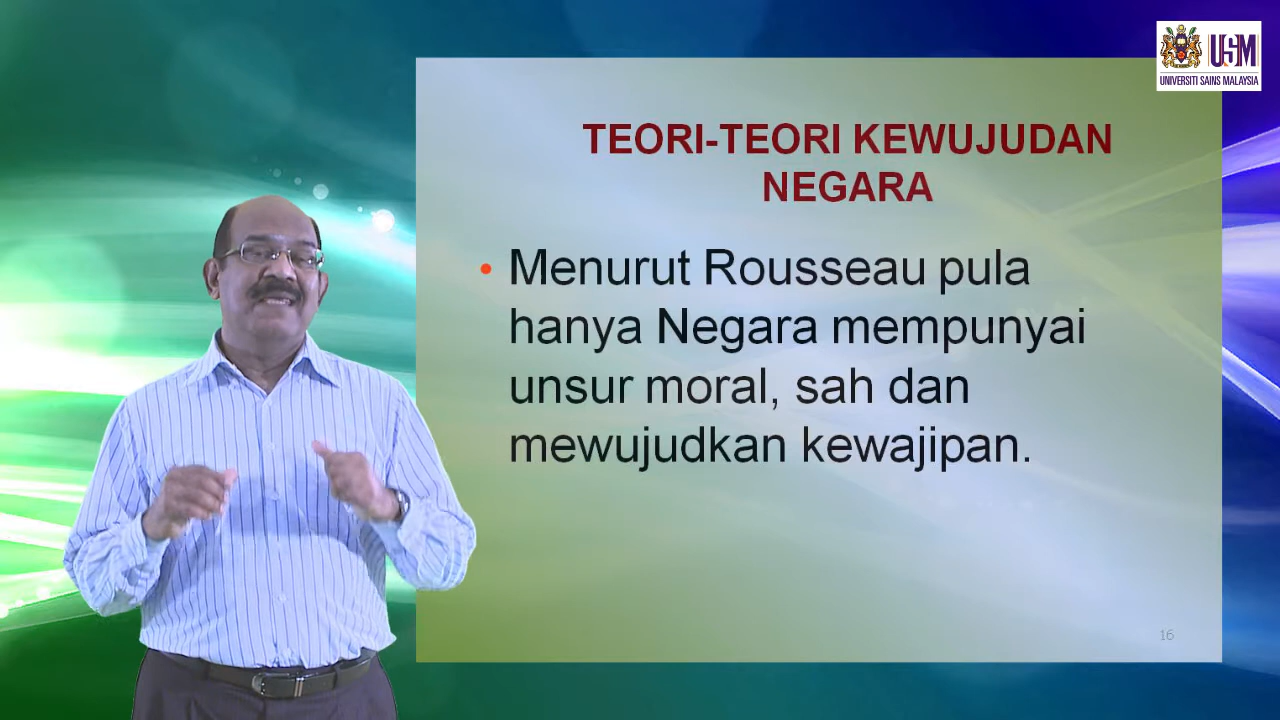 USM
UNIVERSITI SAINS MALAYSIA
TEORI-TEORI KEWUJUDAN
NEGARA
• Menurut Rousseau pula
hanya Negara mempunyai
unsur moral, sah dan
mewujudkan kewajipan.
16